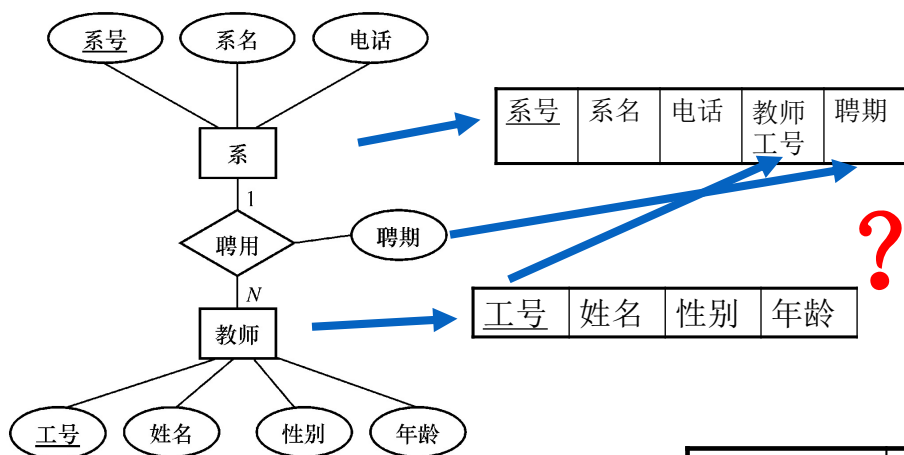 系号 系名 电话
系号 系名 电话 教师工号 聘期
系
1
聘用 聘期
?
N
教师
工号 姓名 性别 年龄
工号 姓名 性别 年龄